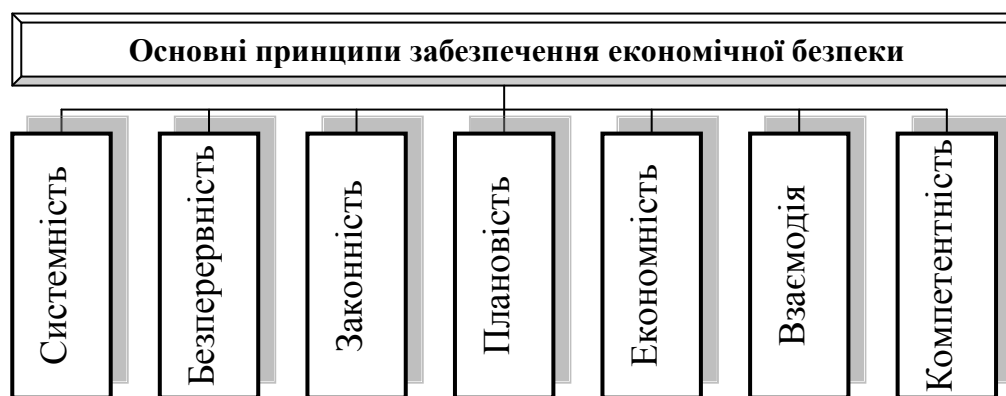 Основні принципи забезпечення економічної безпеки
Системність
Безперервність
Законність
Плановість
Економність
Взаємодія
Компетентність